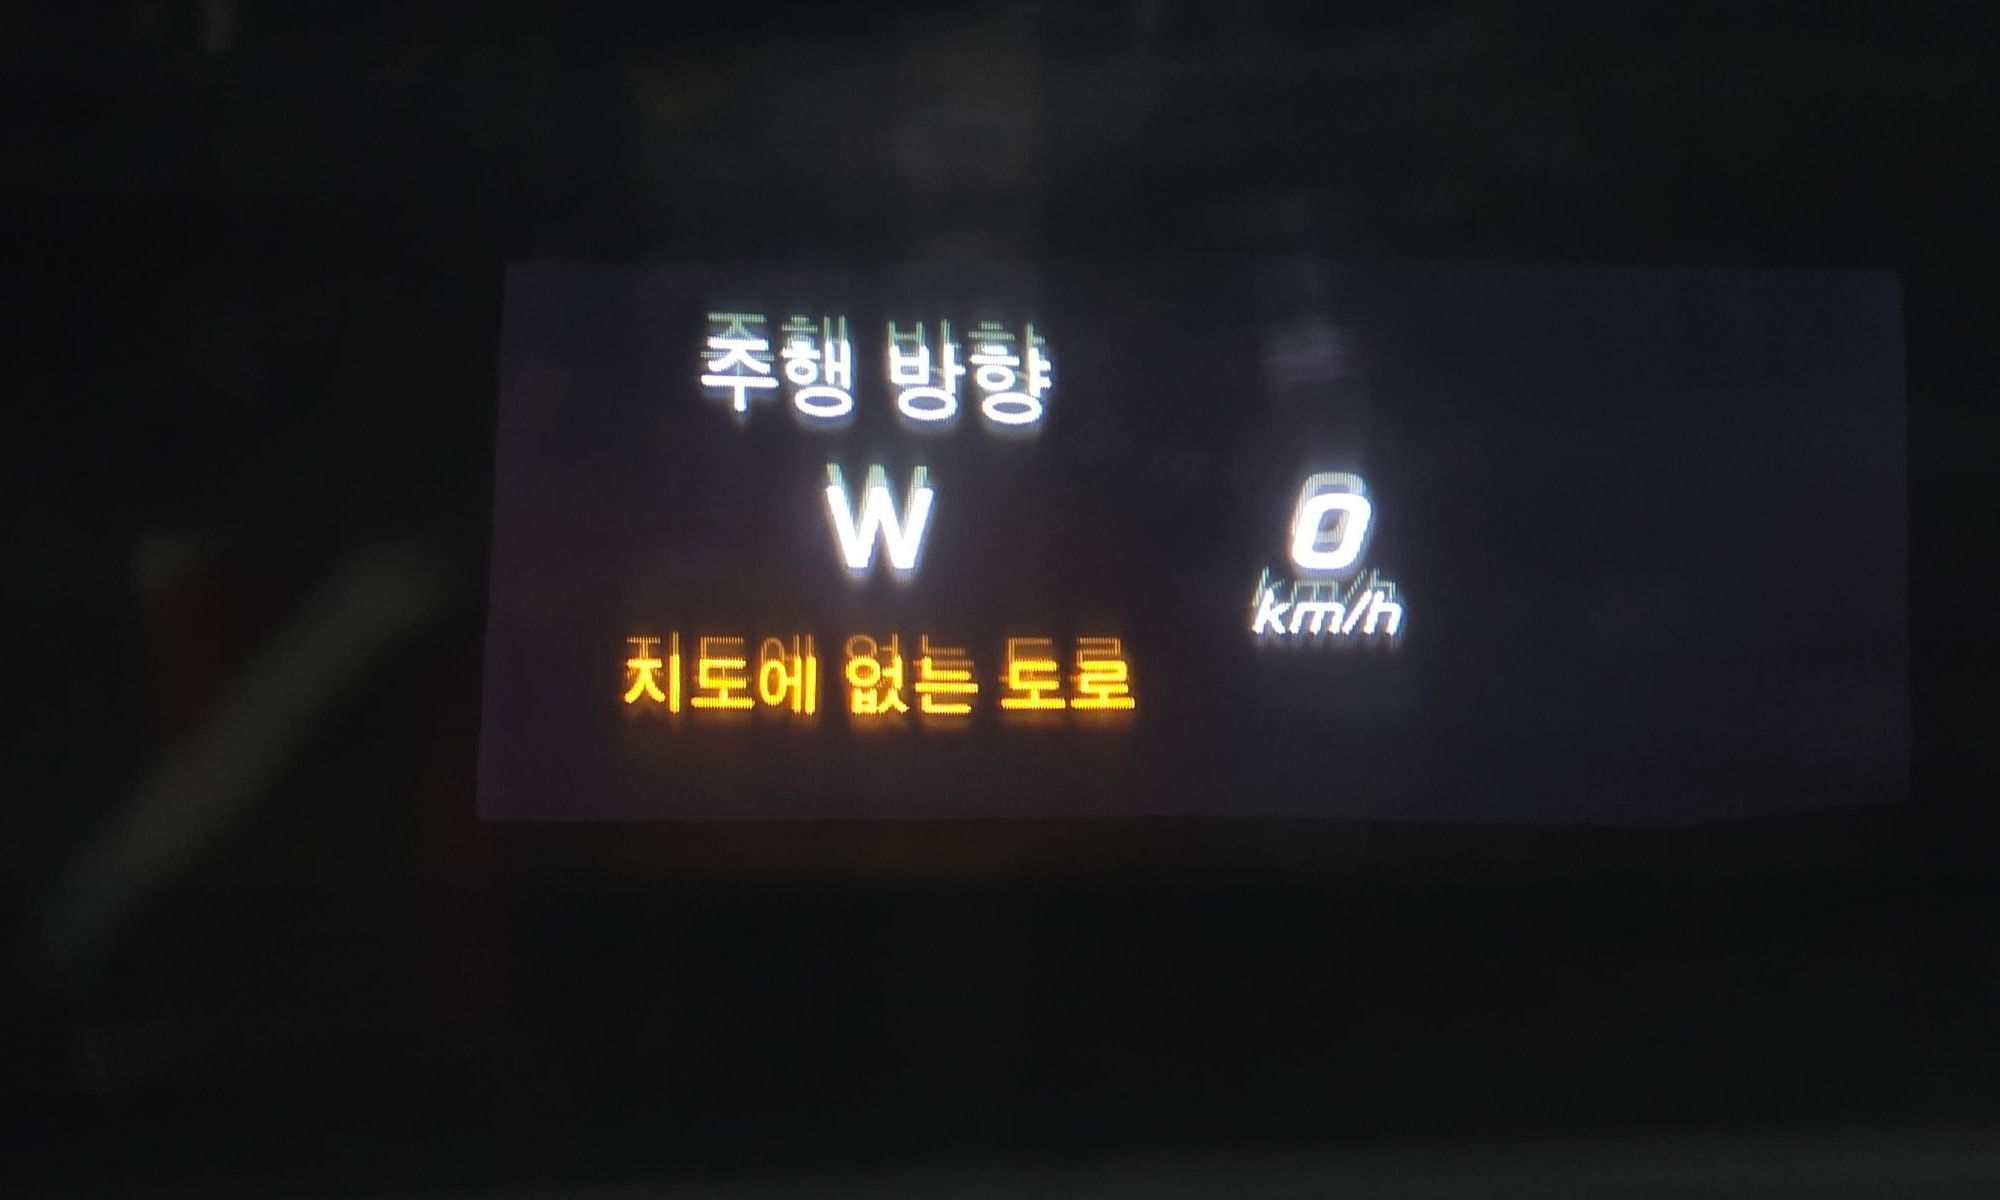 주행 방향
W
지도에 없는 도로
0
km/h